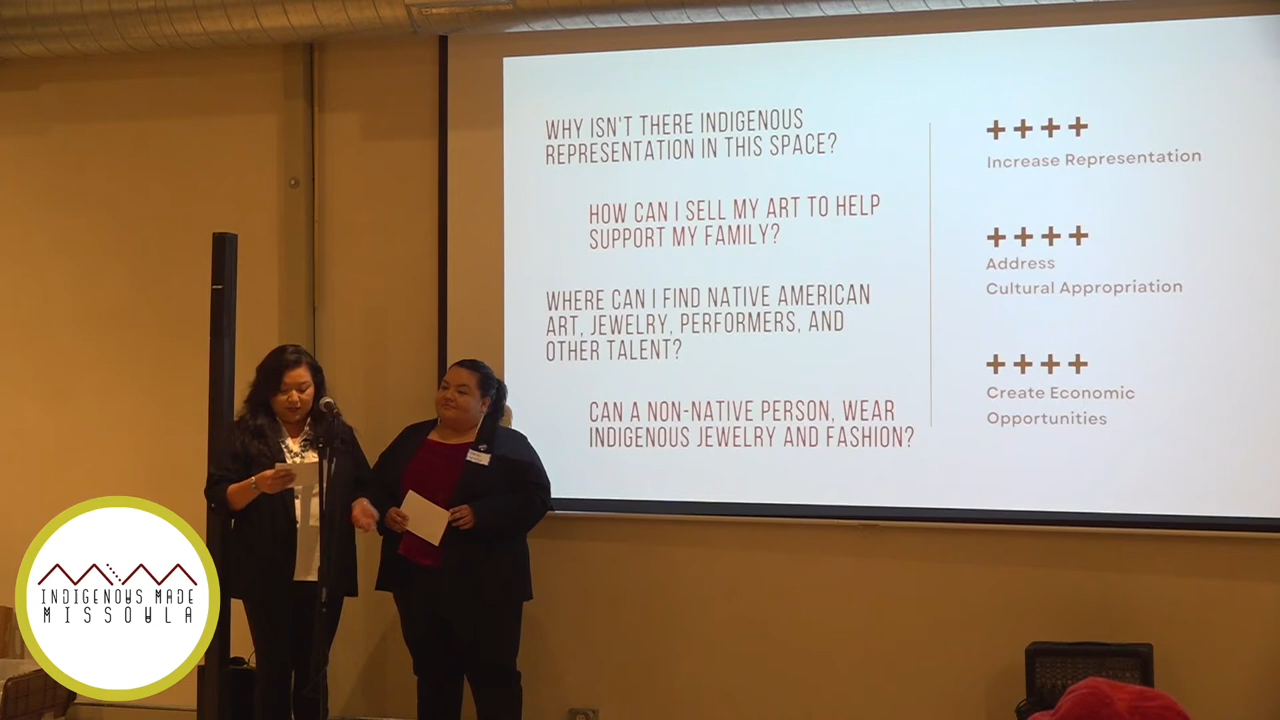 WHY ISN'T THERE INDIGENOUS
REPRESENTATION IN THIS SPACE?
HOW CAN I SELL MY ART TO HELP
SUPPORT MY FAMILY?
WHERE CAN I FIND NATIVE AMERICAN
ART, JEWELRY, PERFORMERS, AND
OTHER TALENT?
CAN A NON-NATIVE PERSON, WEAR
INDIGENOUS JEWELRY AND FASHION?
++++
Increase Representation
++++
Address
Cultural Appropriation
++++
Create Economic
Opportunities
INDIGENOUS MADE
MISSOULA